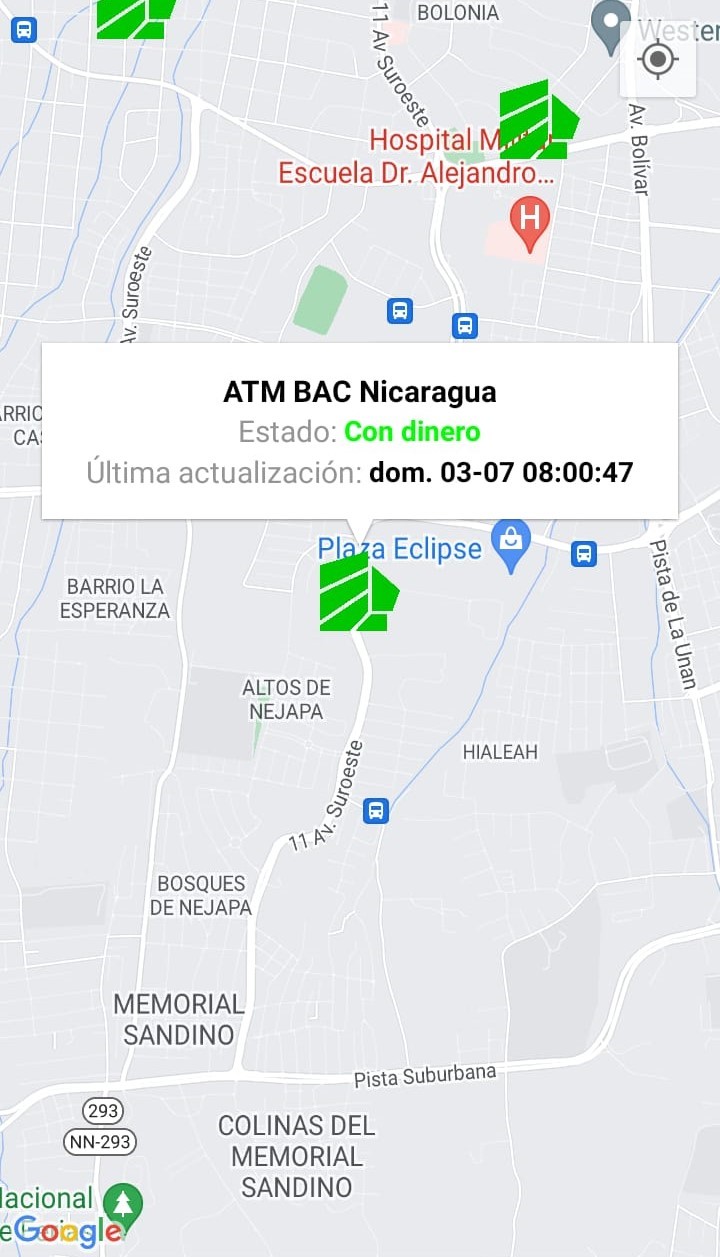 BOLONIA
Wester
11 Av Suroeste
Av. Bolívar
Hospital
Escuela Dr. Alejandro...
H
Av. Suroeste
ATM BAC Nicaragua
Estado: Con dinero
Última actualización: dom. 03-07 08:00:47
Plaza Eclipse
BARRIO LA
ESPERANZA
Pista de La Unan
ALTOS DE
NEJAPA
HIALEAH
11 Av. Suroeste
BOSQUES
DE NEJAPA
MEMORIAL
SANDINO
Pista Suburbana
293
NN-293
COLINAS DEL
MEMORIAL
SANDINO
Google